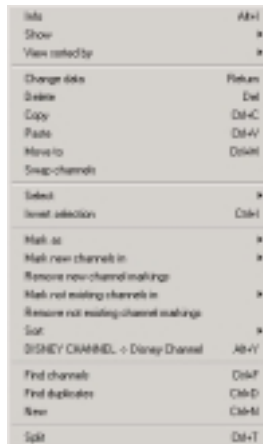 Info Alt+I
Show
View sorted by
Change data Return
Delete Del
Copy Ctrl+C
Paste Ctrl+V
Move to Ctrl+M
Swap channels
Select
Invert selection Ctrl+I
Mark as
Mark new channels in
Remove new channel markings
Mark not existing channels in
Remove not existing channel markings
Sort
DISNEY CHANNEL -> Disney Channel Alt+Y
Find channels Ctrl+F
Find duplicates Ctrl+D
New Ctrl+N
Split Ctrl+T